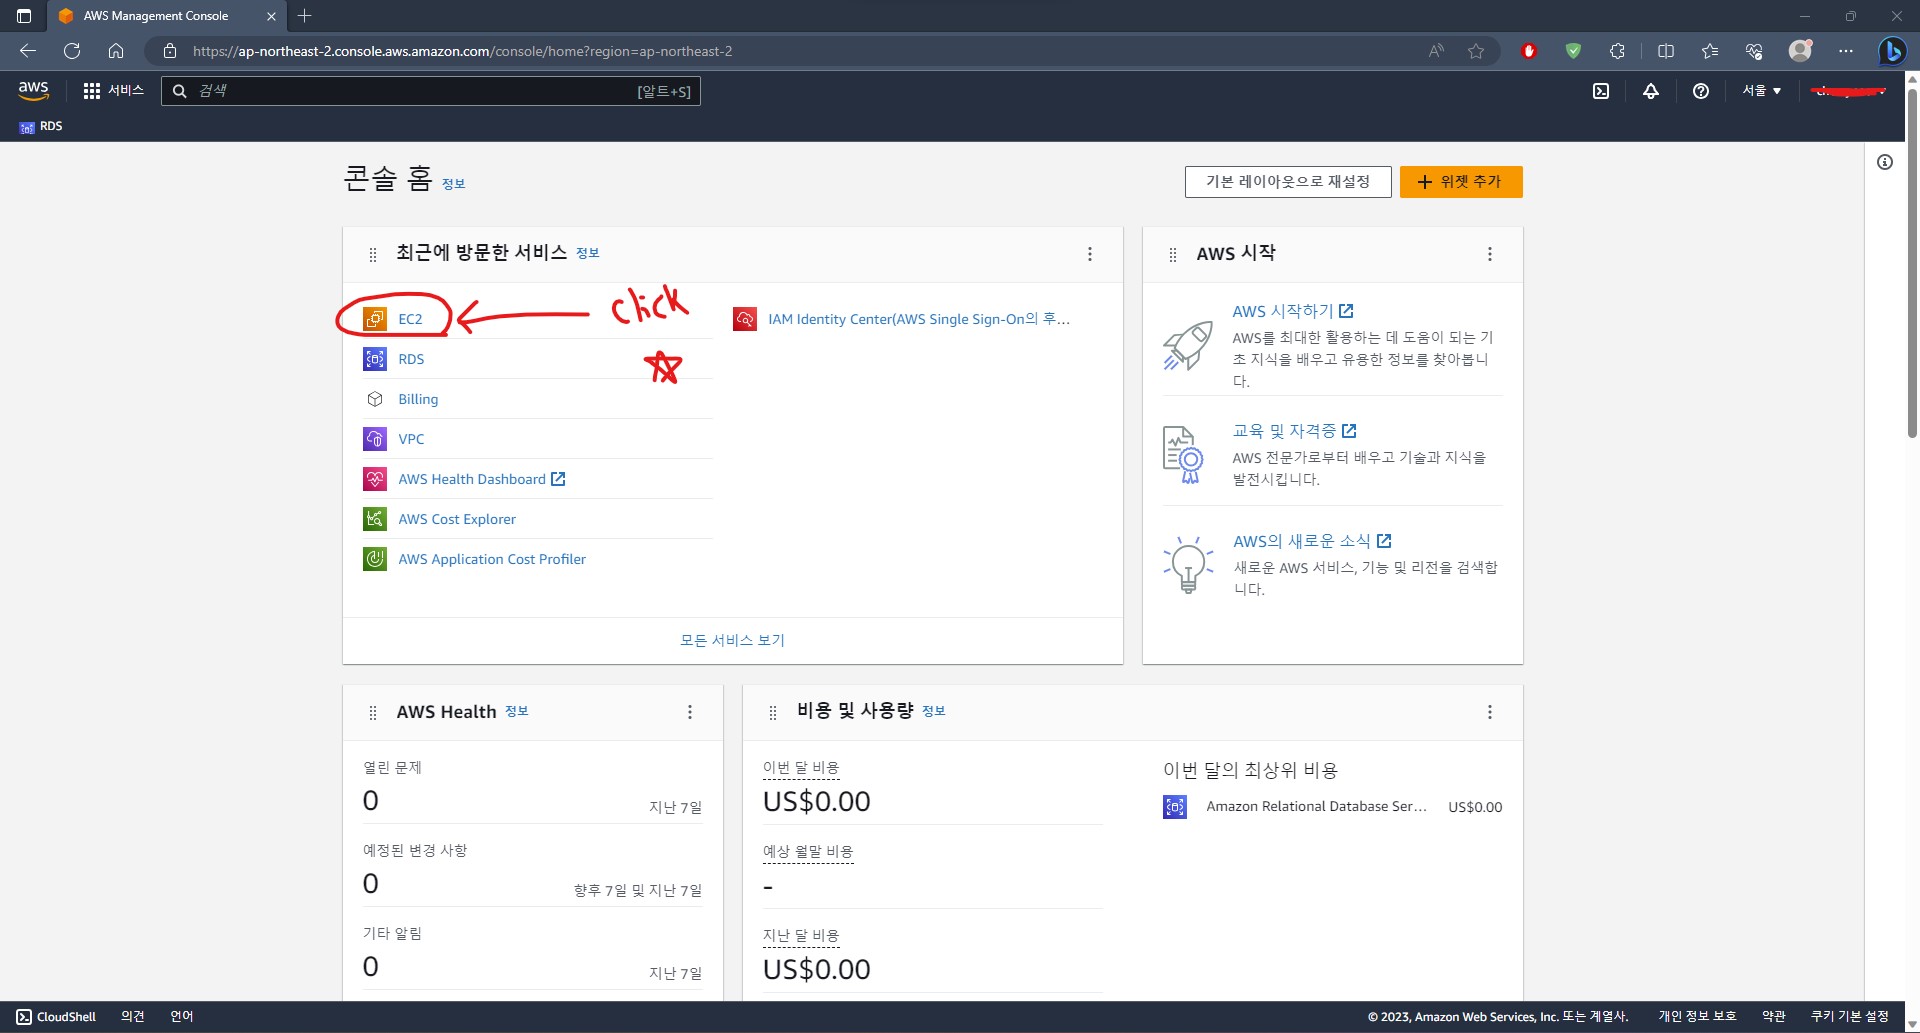 AWS Management Console
https://ap-northeast-2.console.aws.amazon.com/console/home?region=ap-northeast-2
aws
서비스
검색
[알트+S]
서울
RDS
콘솔 홈 정보
기본 레이아웃으로 재설정
위젯 추가
최근에 방문한 서비스 정보
EC2
click
RDS
Billing
VPC
AWS Health Dashboard
AWS Cost Explorer
AWS Application Cost Profiler
IAM Identity Center(AWS Single Sign-On의 후...
모든 서비스 보기
AWS 시작
AWS 시작하기
AWS를 최대한 활용하는 데 도움이 되는 기
초 지식을 배우고 유용한 정보를 찾아봅니
다.
교육 및 자격증
AWS 전문가로부터 배우고 기술과 지식을
발전시킵니다.
AWS의 새로운 소식
새로운 AWS 서비스, 기능 및 리전을 검색합
니다.
AWS Health 정보
열린 문제
0
지난 7일
예정된 변경 사항
0
향후 7일 및 지난 7일
기타 알림
0
지난 7일
비용 및 사용량 정보
이번 달 비용
US$0.00
예상 월말 비용
-
지난 달 비용
US$0.00
이번 달의 최상위 비용
Amazon Relational Database Ser... US$0.00
CloudShell
의견
언어
© 2023, Amazon Web Services, Inc. 또는 계열사.
개인 정보 보호
약관
쿠키 기본 설정